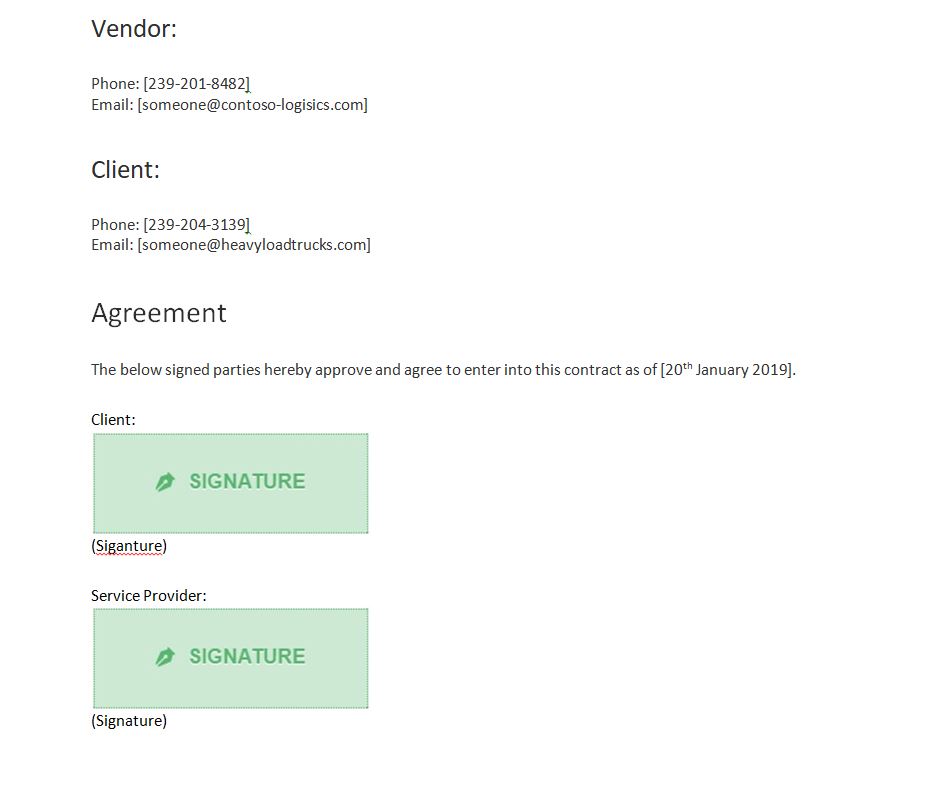 Vendor:
Phone: [239-201-8482]
Email: [someone@contoso-logisics.com]
Client:
Phone: [239-204-3139]
Email: [someone@heavyloadtrucks.com]
Agreement
The below signed parties hereby approve and agree to enter into this contract as of [20th January 2019].
Client:
SIGNATURE
(Siganture)
Service Provider:
SIGNATURE
(Signature)